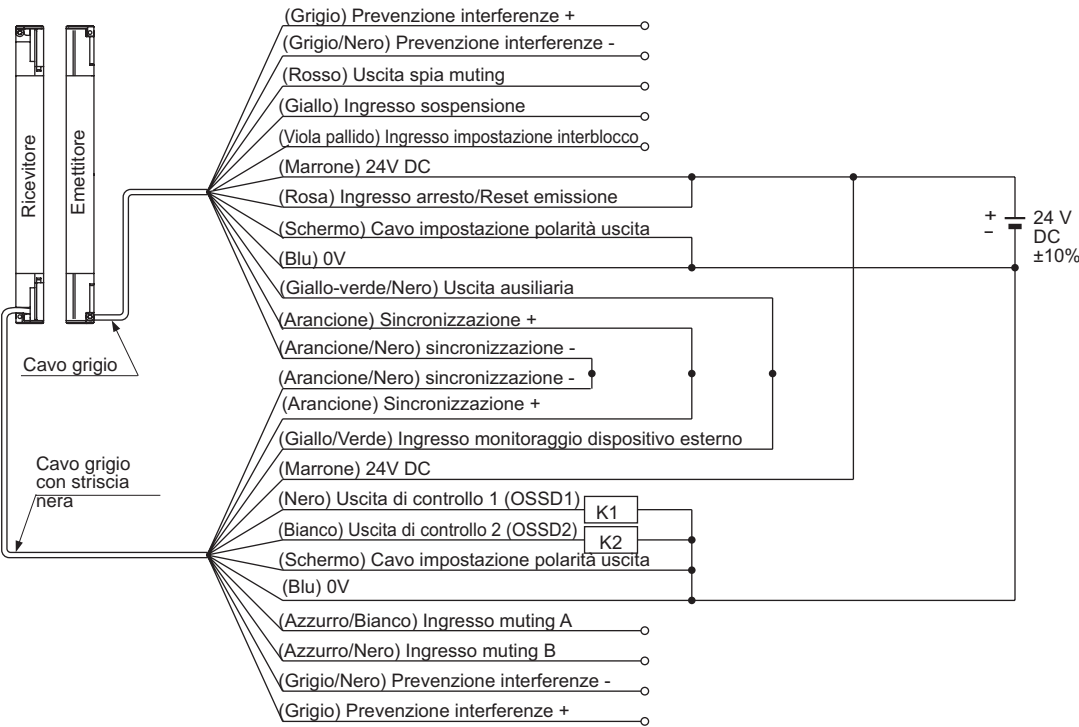 (Grigio) Prevenzione interferenze +
(Grigio/Nero) Prevenzione interferenze -
(Rosso) Uscita spia muting
(Giallo) Ingresso sospensione
(Viola pallido) Ingresso impostazione interblocco
(Marrone) 24V DC
(Rosa) Ingresso arresto/Reset emissione
(Schermo) Cavo impostazione polarità uscita
(Blu) 0V
(Giallo-verde/Nero) Uscita ausiliaria
(Arancione) Sincronizzazione +
(Arancione/Nero) sincronizzazione -
(Arancione/Nero) sincronizzazione -
(Arancione) Sincronizzazione +
(Giallo/Verde) Ingresso monitoraggio dispositivo esterno
(Marrone) 24V DC
(Nero) Uscita di controllo 1 (OSSD1)
K1
(Bianco) Uscita di controllo 2 (OSSD2)
K2
(Schermo) Cavo impostazione polarità uscita
(Blu) 0V
(Azzurro/Bianco) Ingresso muting A
(Azzurro/Nero) Ingresso muting B
(Grigio/Nero) Prevenzione interferenze -
(Grigio) Prevenzione interferenze +
Ricevitore
Emettitore
Cavo grigio
Cavo grigio
con striscia
nera
+
-
24 V
DC
±10%